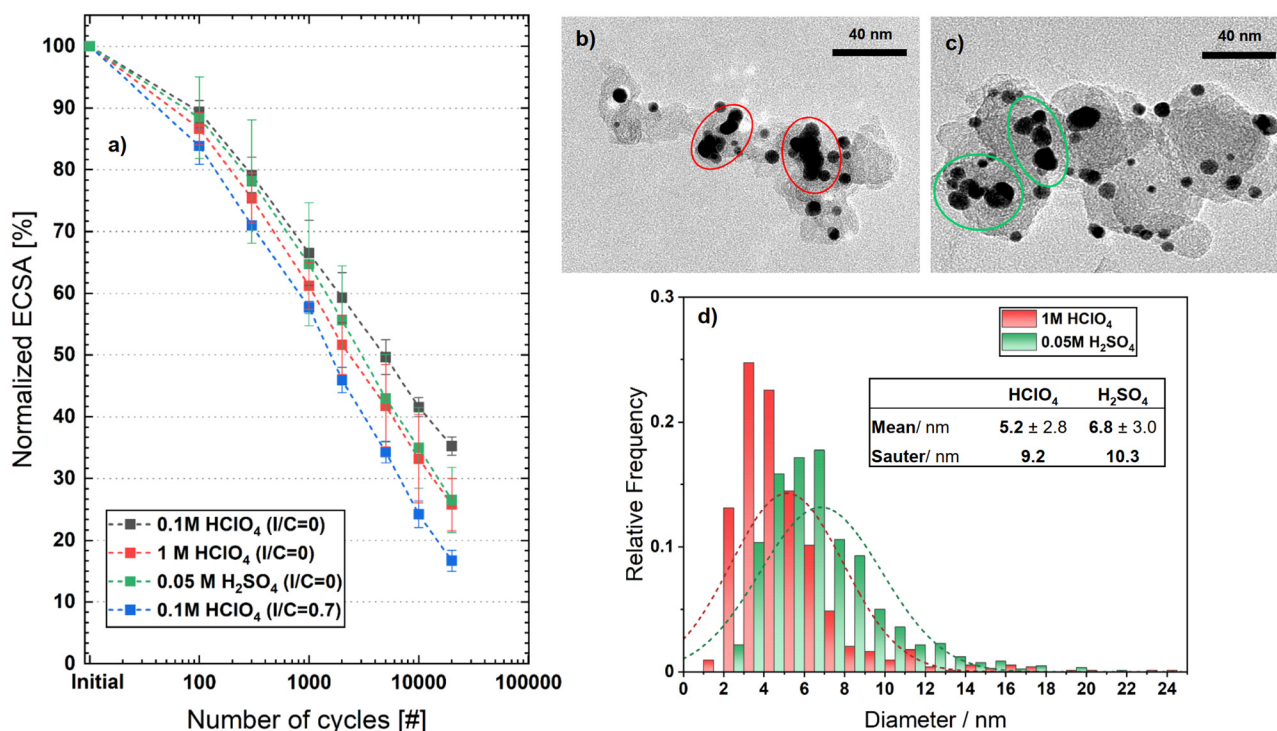 a)
Normalized ECSA [%]
100
90
80
70
60
50
40
30
20
10
0
Initial 100 1000 10000 100000
Number of cycles [#]
0.1M HClO₄ (I/C=0)
1 M HClO₄ (I/C=0)
0.05 M H₂SO₄ (I/C=0)
0.1M HClO₄ (I/C=0.7)
b)
40 nm
c)
40 nm
d)
Relative Frequency
0.3
0.2
0.1
0
0 2 4 6 8 10 12 14 16 18 20 22 24
Diameter / nm
1M HClO₄
0.05M H₂SO₄
HClO₄ H₂SO₄
Mean/ nm 5.2 ± 2.8 6.8 ± 3.0
Sauter/ nm 9.2 10.3